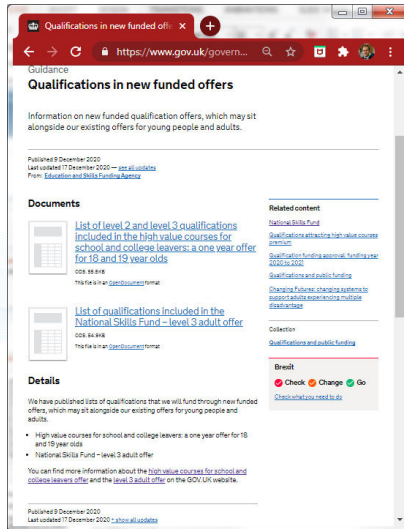 Qualifications in new funded offe
https://www.gov.uk/govern...
Guidance
Qualifications in new funded offers
Information on new funded qualification offers, which may sit
alongside our existing offers for young people and adults.
Published 9 December 2020
Last updated 17 December 2020 — see all updates
From: Education and Skills Funding Agency
Documents
List of level 2 and level 3 qualifications
included in the high value courses for
school and college leavers: a one year offer
for 18 and 19 year olds
ODS, 55.5KB
This file is in an OpenDocument format
List of qualifications included in the
National Skills Fund – level 3 adult offer
ODS, 54.9KB
This file is in an OpenDocument format
Details
We have published lists of qualifications that we will fund through new funded
offers, which may sit alongside our existing offers for young people and
adults.
• High value courses for school and college leavers: a one year offer for 18
and 19 year olds
• National Skills Fund – level 3 adult offer
You can find more information about the high value courses for school and
college leavers offer and the level 3 adult offer on the GOV.UK website.
Published 9 December 2020
Last updated 17 December 2020 + show all updates
Related content
National Skills Fund
Qualifications attracting high value courses
premium
Qualification funding approval: funding year
2020 to 2021
Qualifications and public funding
Changing Futures: changing systems to
support adults experiencing multiple
disadvantage
Collection
Qualifications and public funding
Brexit
Check Change Go
Check what you need to do